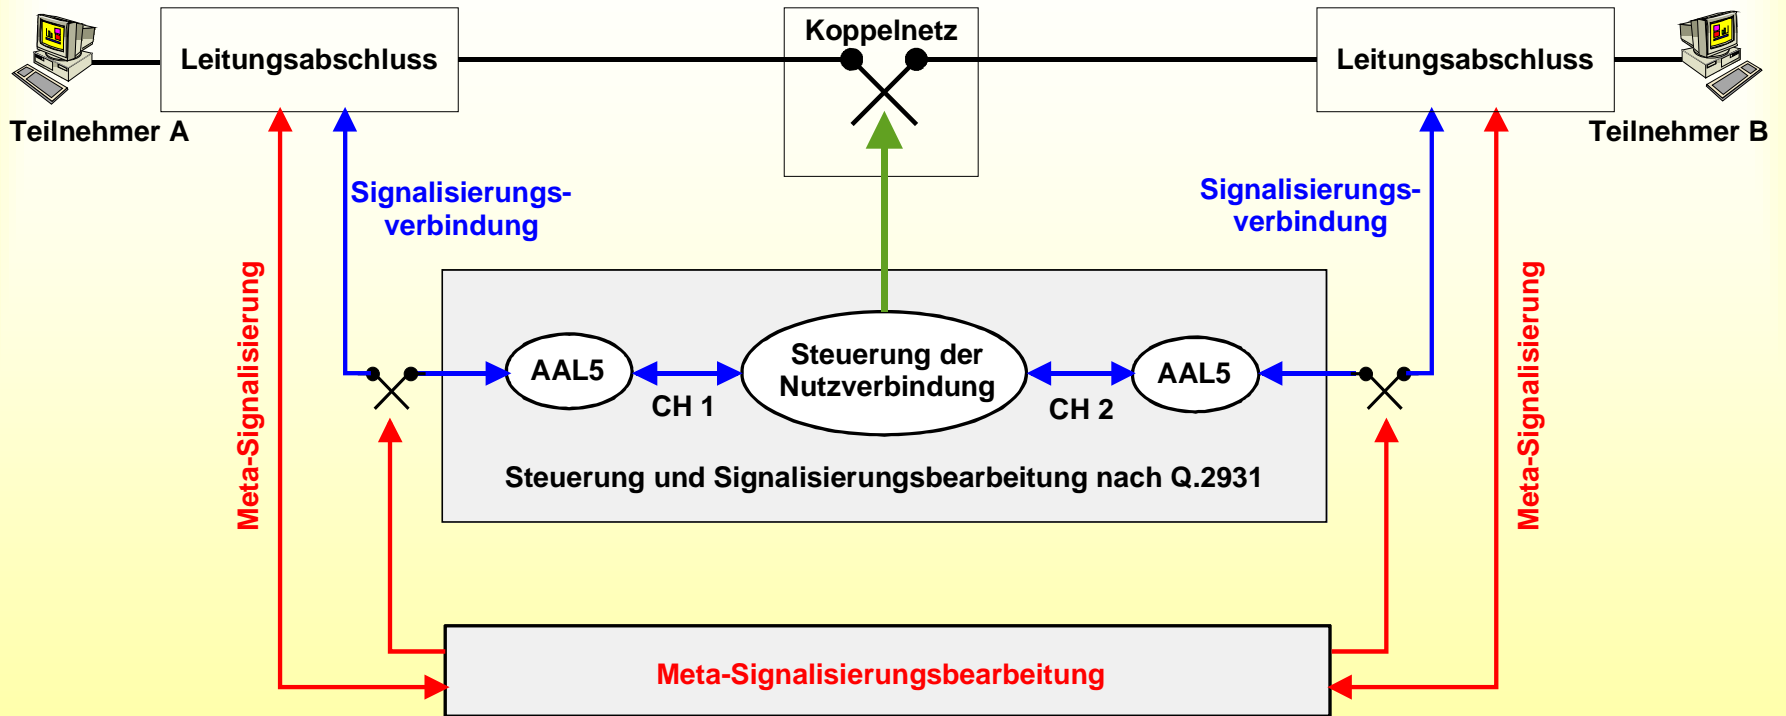 Koppelnetz
Leitungsabschluss
Leitungsabschluss
Teilnehmer A
Teilnehmer B
Signalisierungs-
verbindung
Signalisierungs-
verbindung
Meta-Signalisierung
Meta-Signalisierung
AAL5
CH 1
Steuerung der
Nutzverbindung
CH 2
AAL5
Steuerung und Signalisierungsbearbeitung nach Q.2931
Meta-Signalisierungsbearbeitung